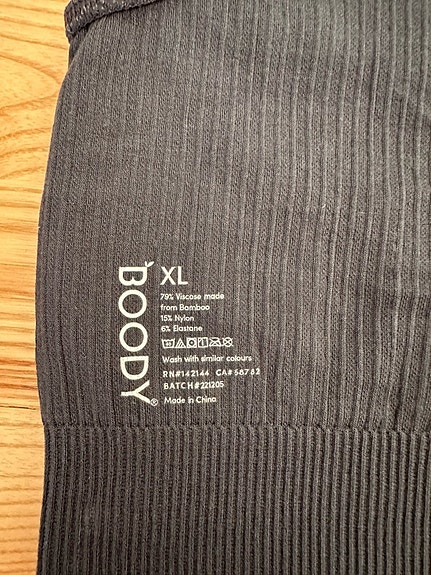 BOODY®
XL
79% Viscose made
from Bamboo
15% Nylon
6% Elastane
Wash with similar colours
RN#142144 CA#56782
BATCH#221205
Made in China